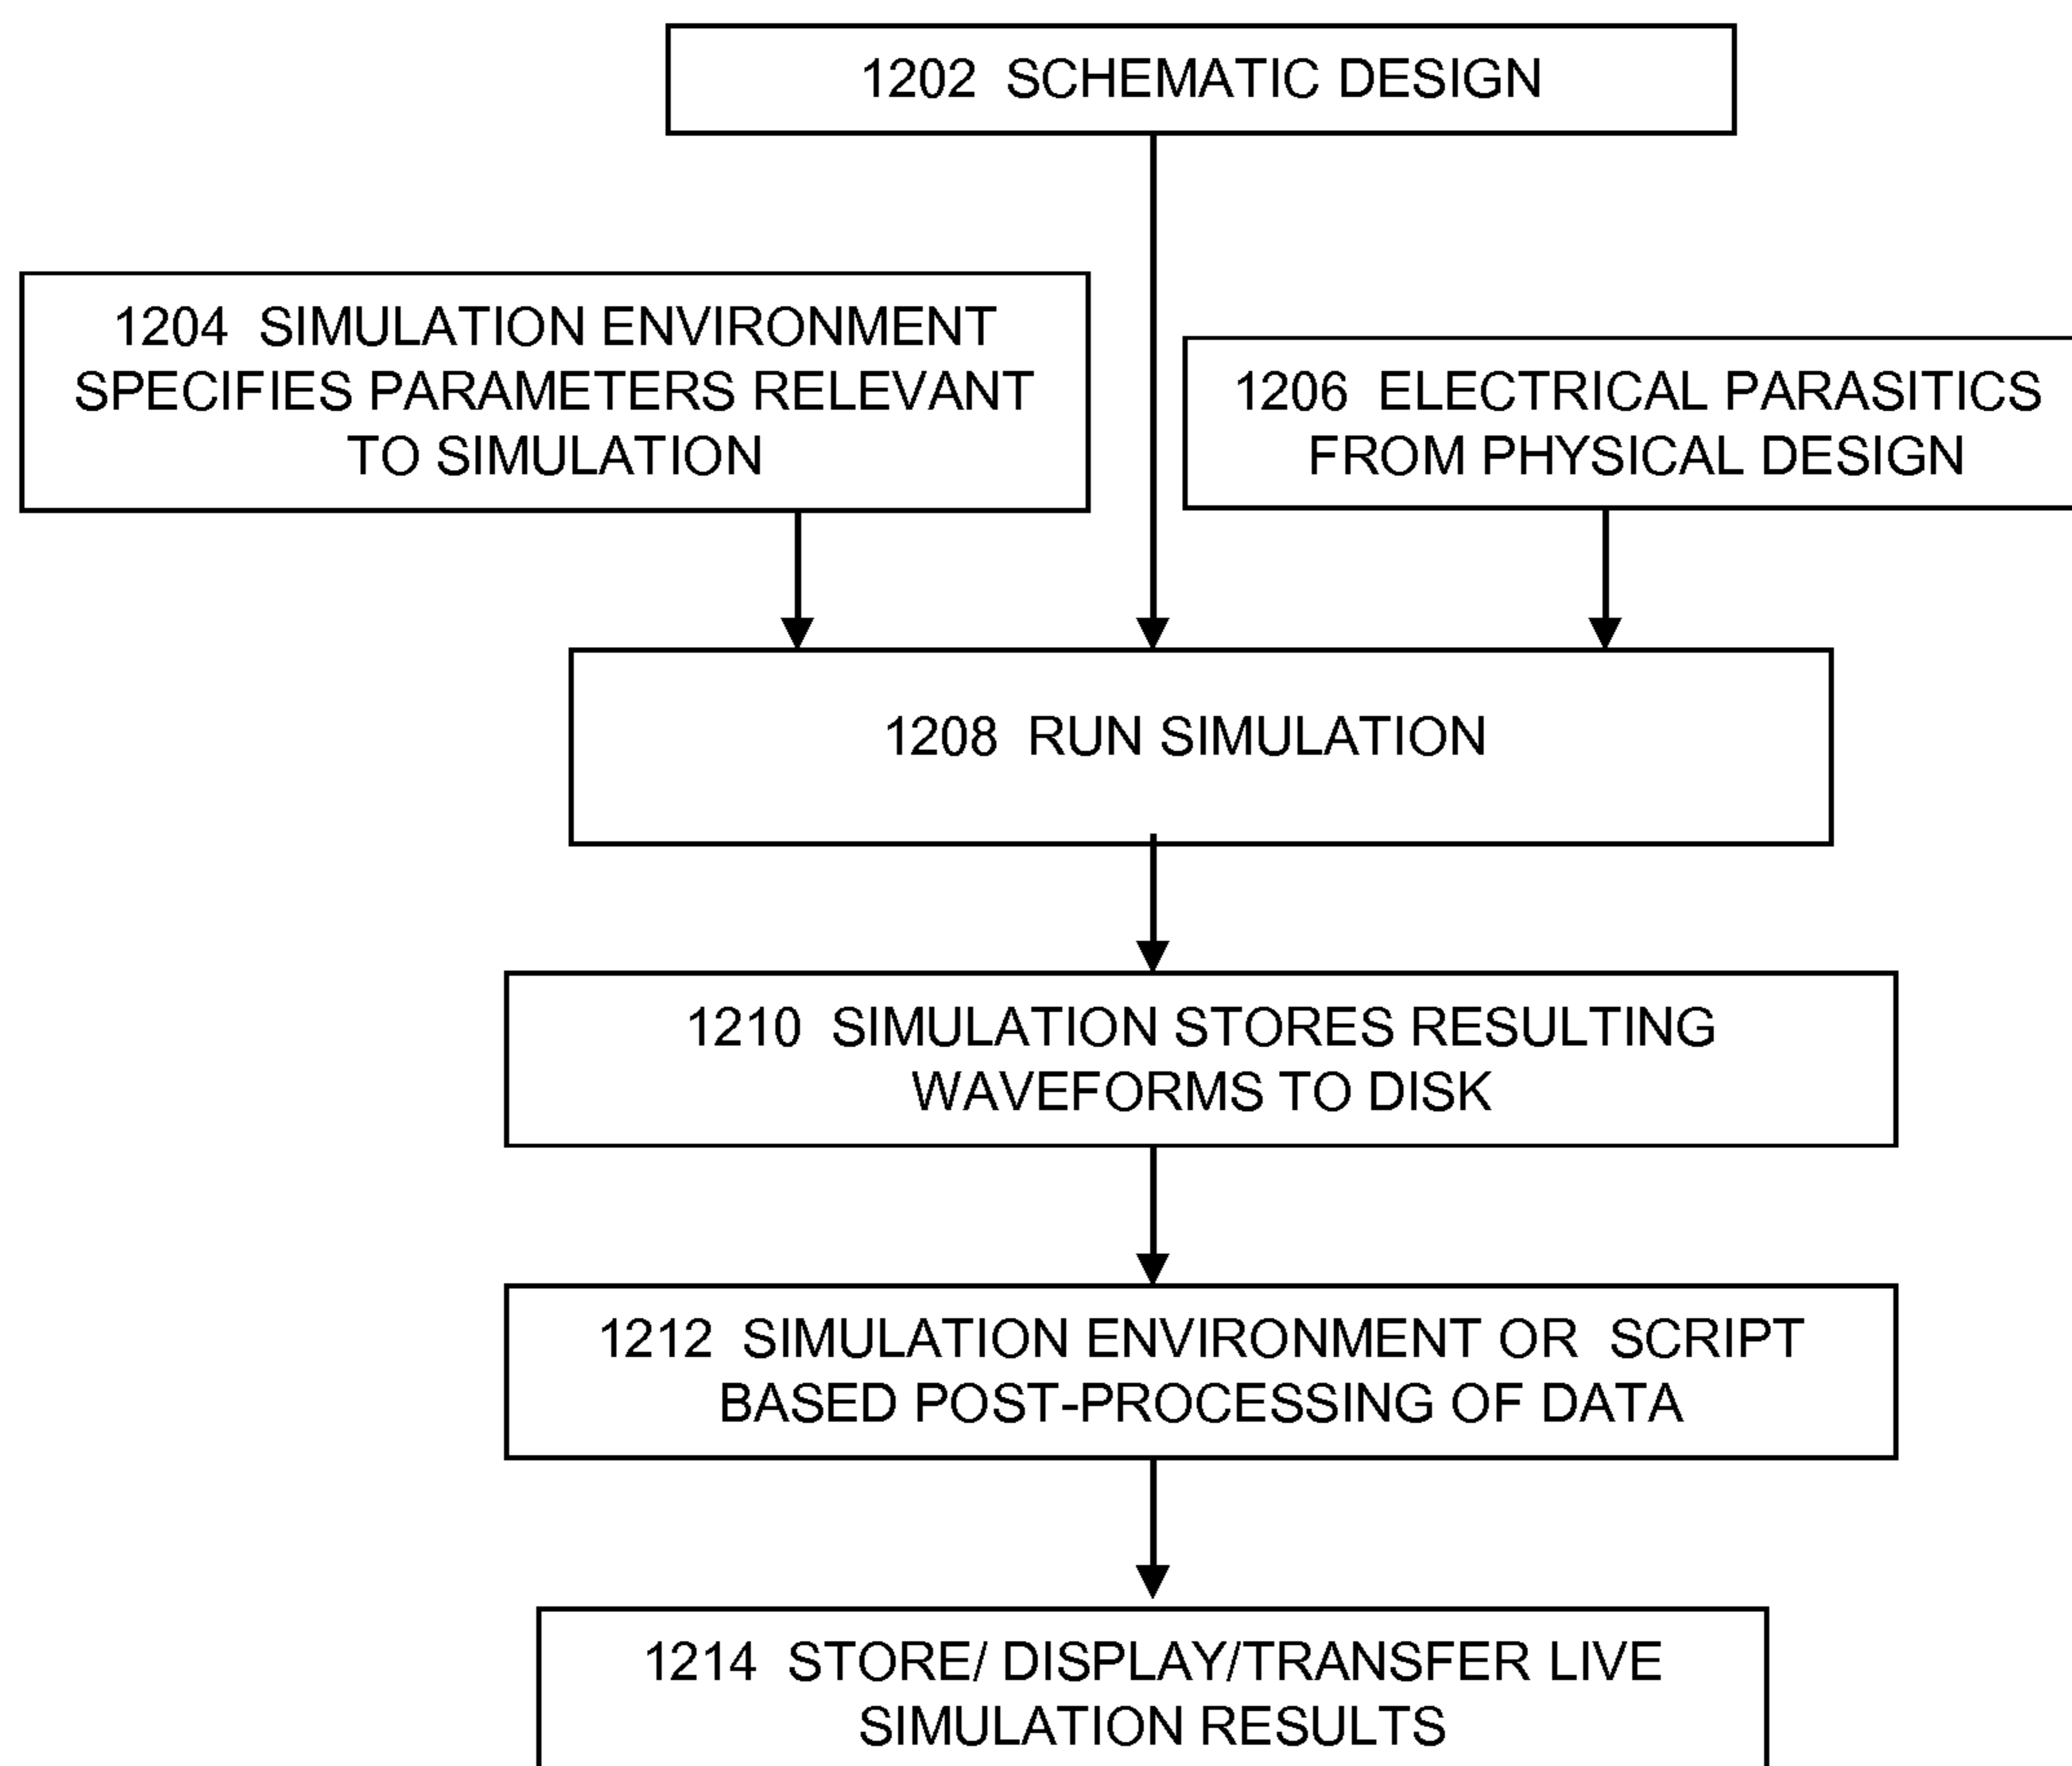 1202 SCHEMATIC DESIGN
1204 SIMULATION ENVIRONMENT
SPECIFIES PARAMETERS RELEVANT
TO SIMULATION
1206 ELECTRICAL PARASITICS
FROM PHYSICAL DESIGN
1208 RUN SIMULATION
1210 SIMULATION STORES RESULTING
WAVEFORMS TO DISK
1212 SIMULATION ENVIRONMENT OR SCRIPT
BASED POST-PROCESSING OF DATA
1214 STORE/ DISPLAY/TRANSFER LIVE
SIMULATION RESULTS